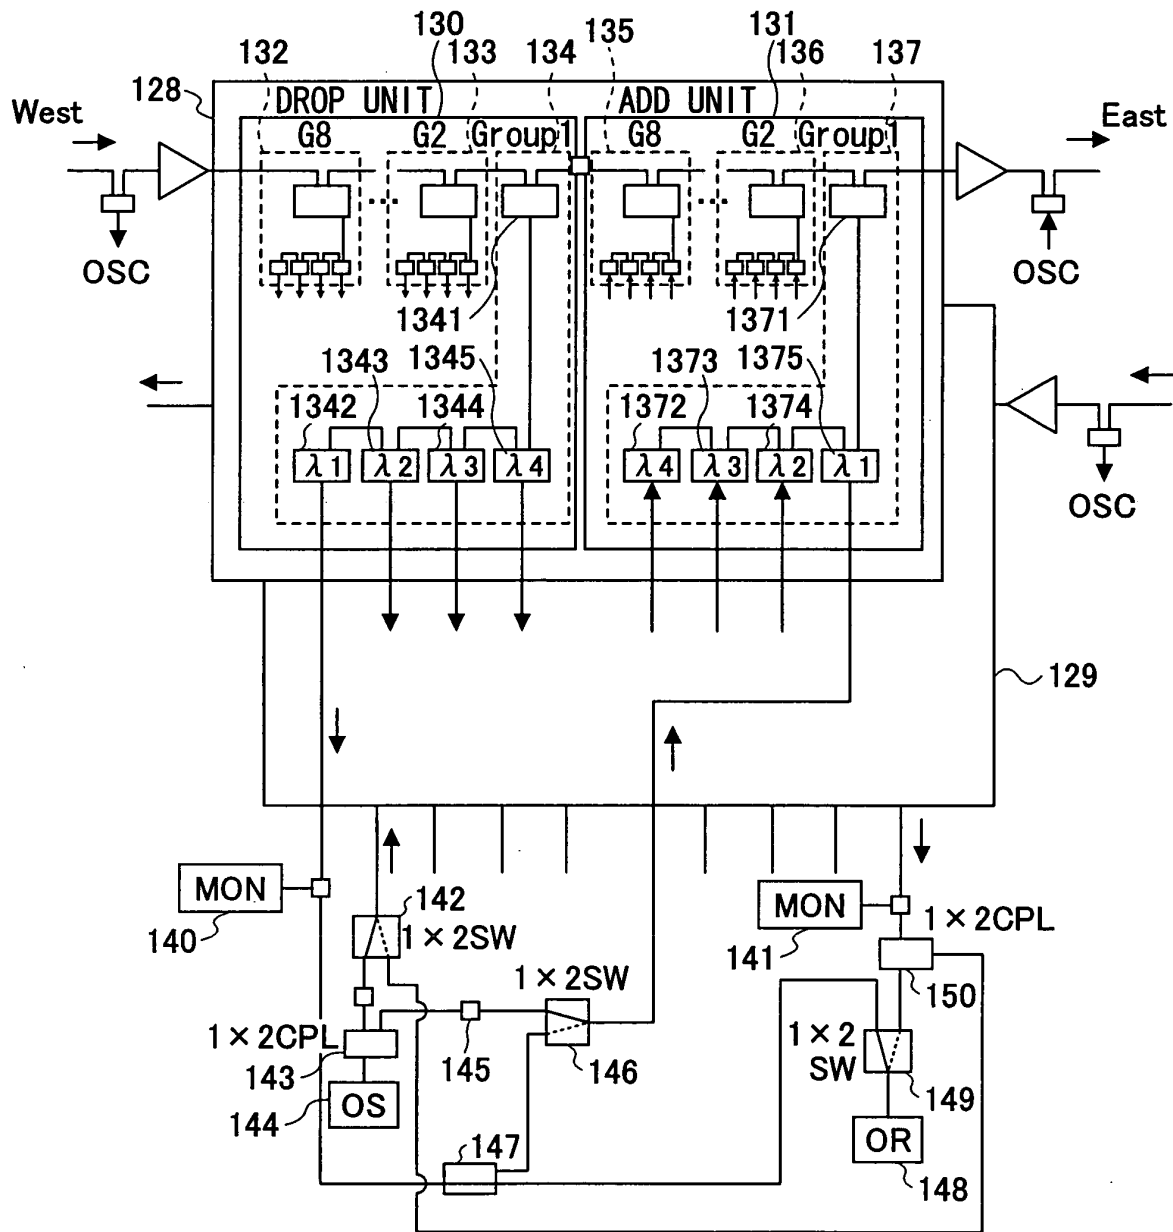 130
131
132
133
134
135
136
137
128
DROP UNIT
ADD UNIT
West
East
G8
G2
Group1
G8
G2
Group1
OSC
OSC
1341
1371
1343
1345
1373
1375
1342
1344
1372
1374
λ1
λ2
λ3
λ4
λ4
λ3
λ2
λ1
OSC
129
MON
140
142
1×2SW
MON
141
1×2CPL
150
1×2SW
1×2CPL
143
145
146
1×2
SW
149
OS
144
147
OR
148